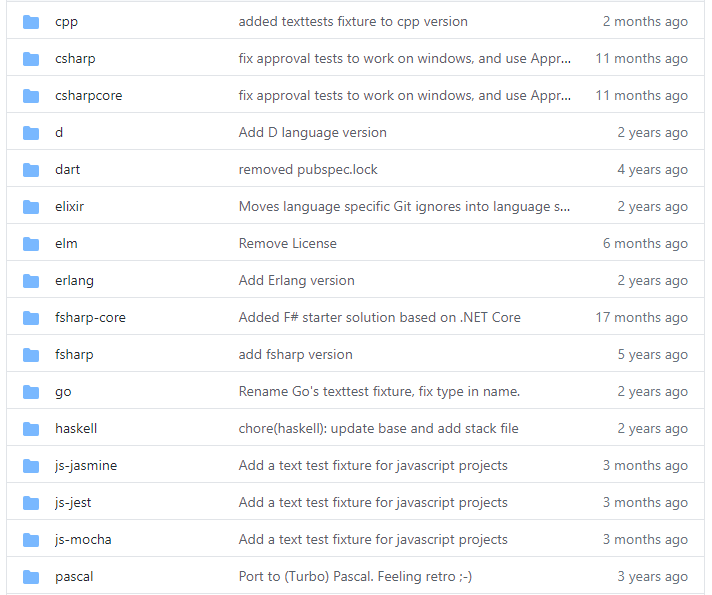 cpp added texttests fixture to cpp version 2 months ago
csharp fix approval tests to work on windows, and use Appr... 11 months ago
csharpcore fix approval tests to work on windows, and use Appr... 11 months ago
d Add D language version 2 years ago
dart removed pubspec.lock 4 years ago
elixir Moves language specific Git ignores into language s... 2 years ago
elm Remove License 6 months ago
erlang Add Erlang version 2 years ago
fsharp-core Added F# starter solution based on .NET Core 17 months ago
fsharp add fsharp version 5 years ago
go Rename Go's texttest fixture, fix type in name. 2 years ago
haskell chore(haskell): update base and add stack file 2 years ago
js-jasmine Add a text test fixture for javascript projects 3 months ago
js-jest Add a text test fixture for javascript projects 3 months ago
js-mocha Add a text test fixture for javascript projects 3 months ago
pascal Port to (Turbo) Pascal. Feeling retro ;-) 3 years ago